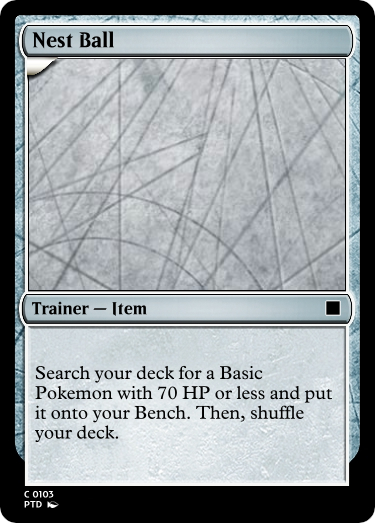 Nest Ball
Trainer — Item
Search your deck for a Basic
Pokemon with 70 HP or less and put
it onto your Bench. Then, shuffle
your deck.
C 0103
PTD